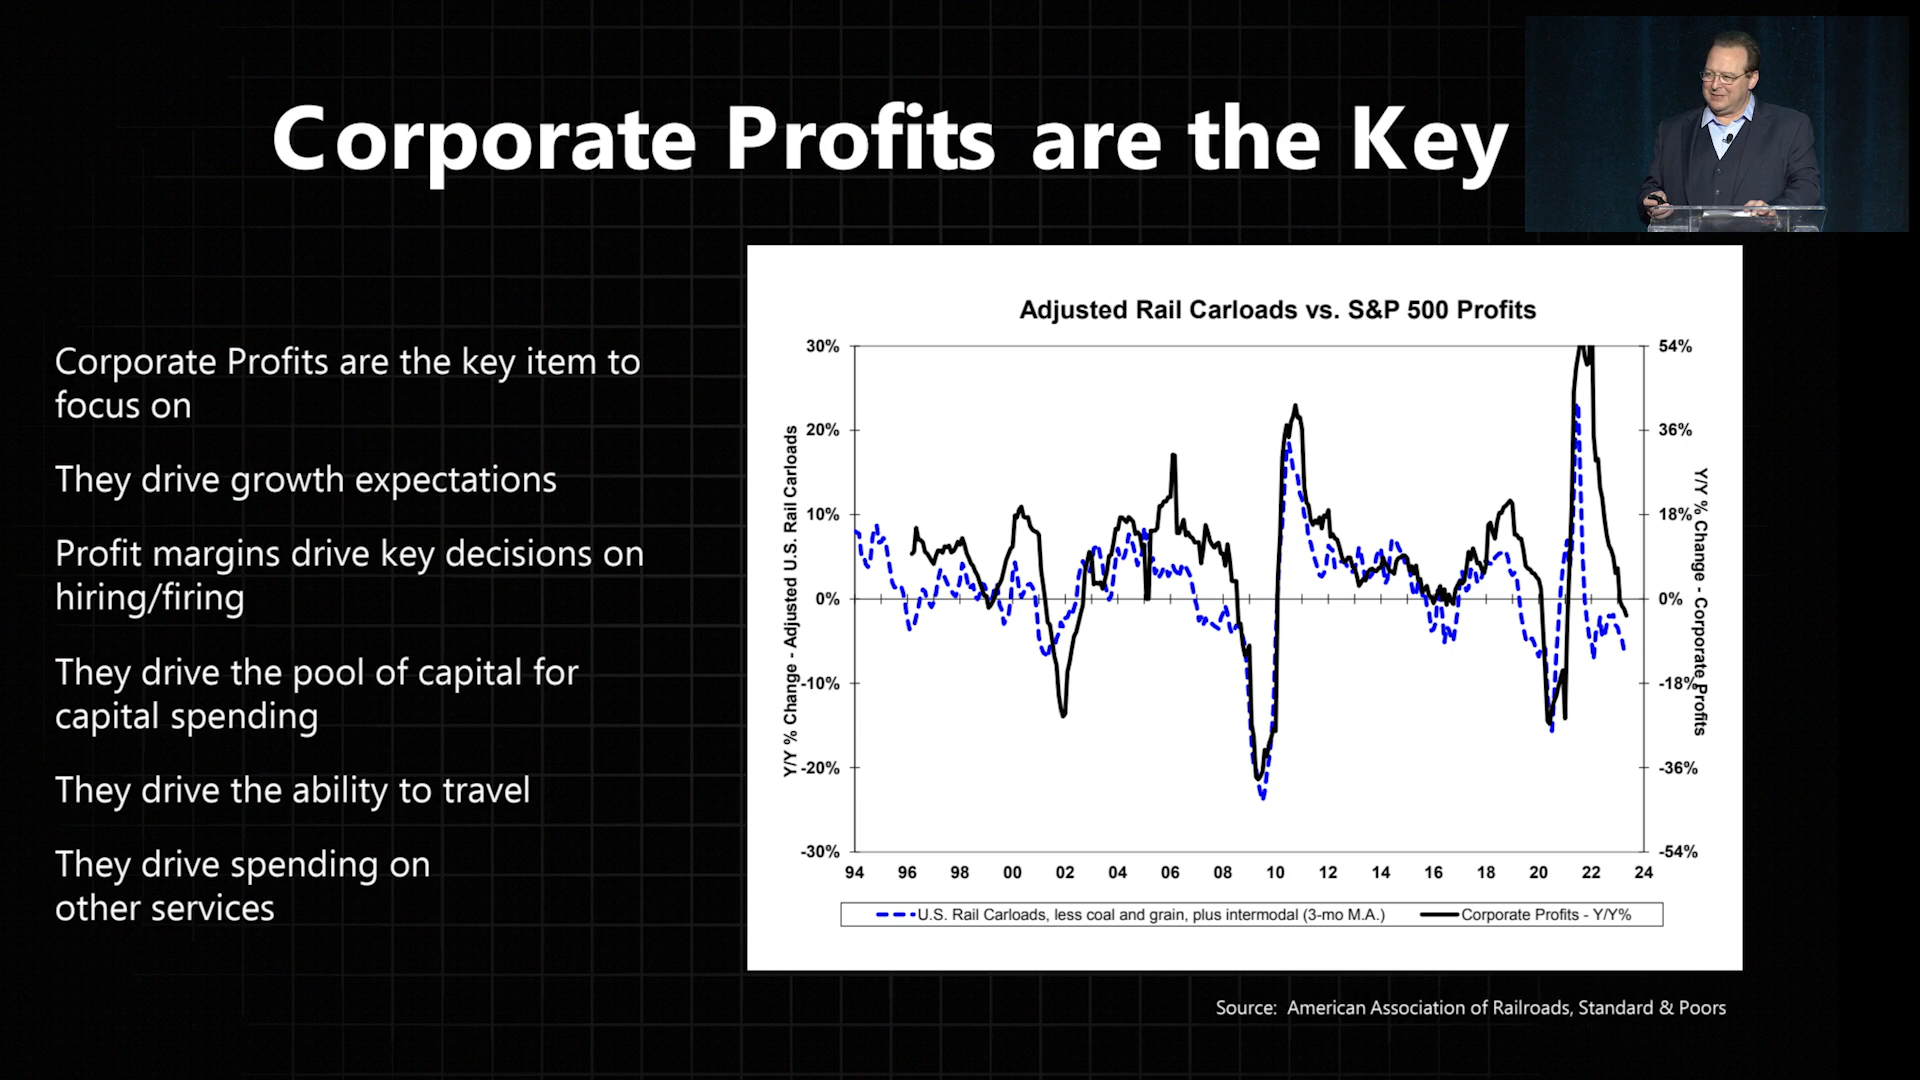 Corporate Profits are the Key
Corporate Profits are the key item to
focus on
They drive growth expectations
Profit margins drive key decisions on
hiring/firing
They drive the pool of capital for
capital spending
They drive the ability to travel
They drive spending on
other services
Adjusted Rail Carloads vs. S&P 500 Profits
Y/Y % Change - Adjusted U.S. Rail Carloads
30%
20%
10%
0%
-10%
-20%
-30%
54%
36%
18%
0%
-18%
-36%
-54%
Y/Y % Change - Corporate Profits
94 96 98 00 02 04 06 08 10 12 14 16 18 20 22 24
U.S. Rail Carloads, less coal and grain, plus intermodal (3-mo M.A.) Corporate Profits - Y/Y%
Source: American Association of Railroads, Standard & Poors